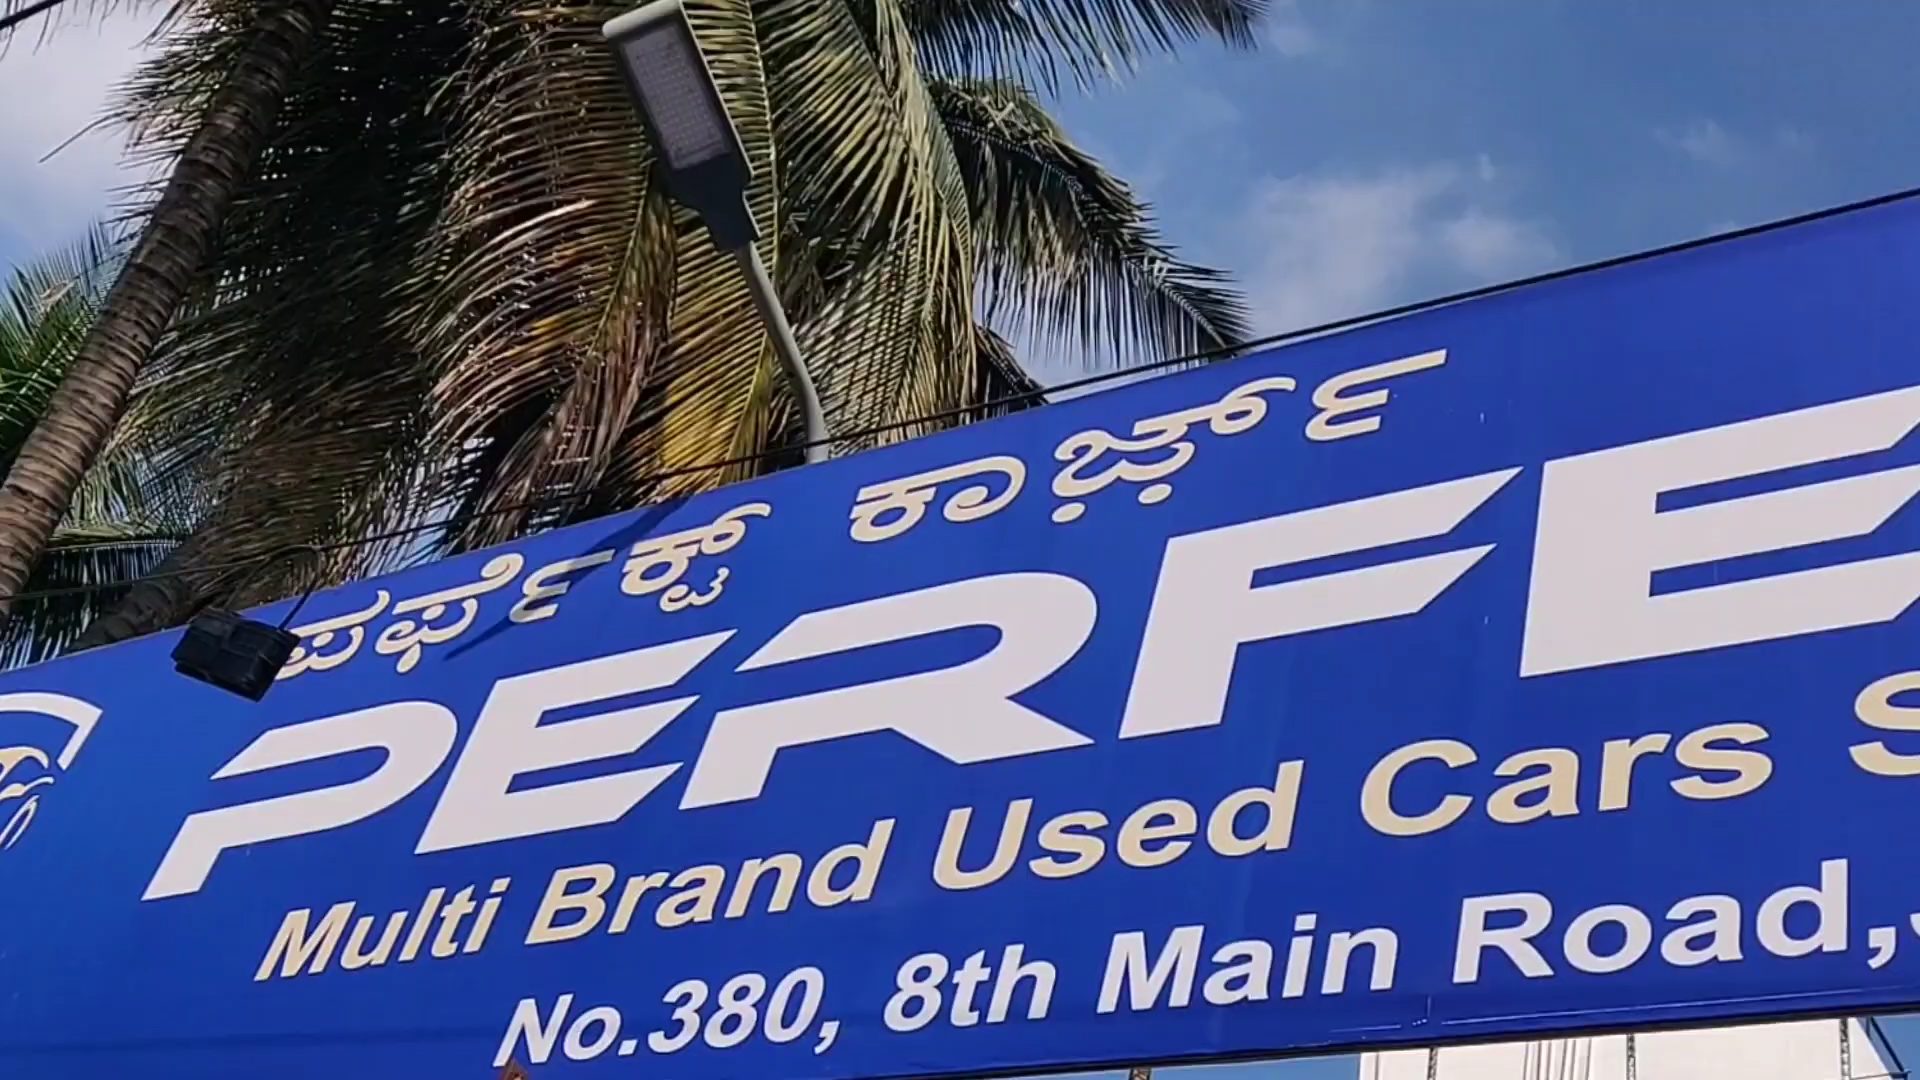 ಪರ್ಫೆಕ್ಟ್ ಕಾರ್ಜ಼್
PERFE
Multi Brand Used Cars S
No.380, 8th Main Road,